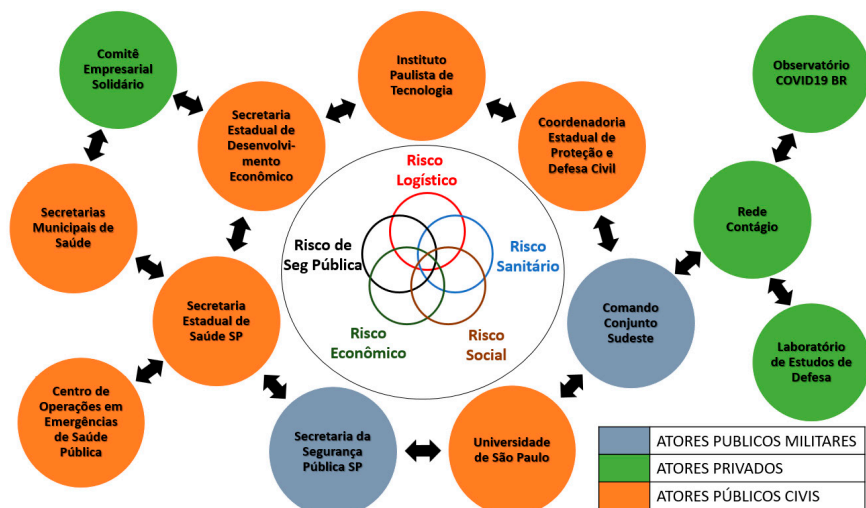 Comitê
Empresarial
Solidário
Instituto
Paulista de
Tecnologia
Observatório
COVID19 BR
Secretaria
Estadual de
Desenvolvi-
mento
Econômico
Coordenadoria
Estadual de
Proteção e
Defesa Civil
Secretarias
Municipais de
Saúde
Rede
Contágio
Risco
Logístico
Risco de
Seg Pública
Risco
Sanitário
Risco
Econômico
Risco
Social
Secretaria
Estadual de
Saúde SP
Comando
Conjunto
Sudeste
Laboratório
de Estudos de
Defesa
Centro de
Operações em
Emergências
de Saúde
Pública
Secretaria da
Segurança
Pública SP
Universidade
de São Paulo
ATORES PUBLICOS MILITARES
ATORES PRIVADOS
ATORES PÚBLICOS CIVIS